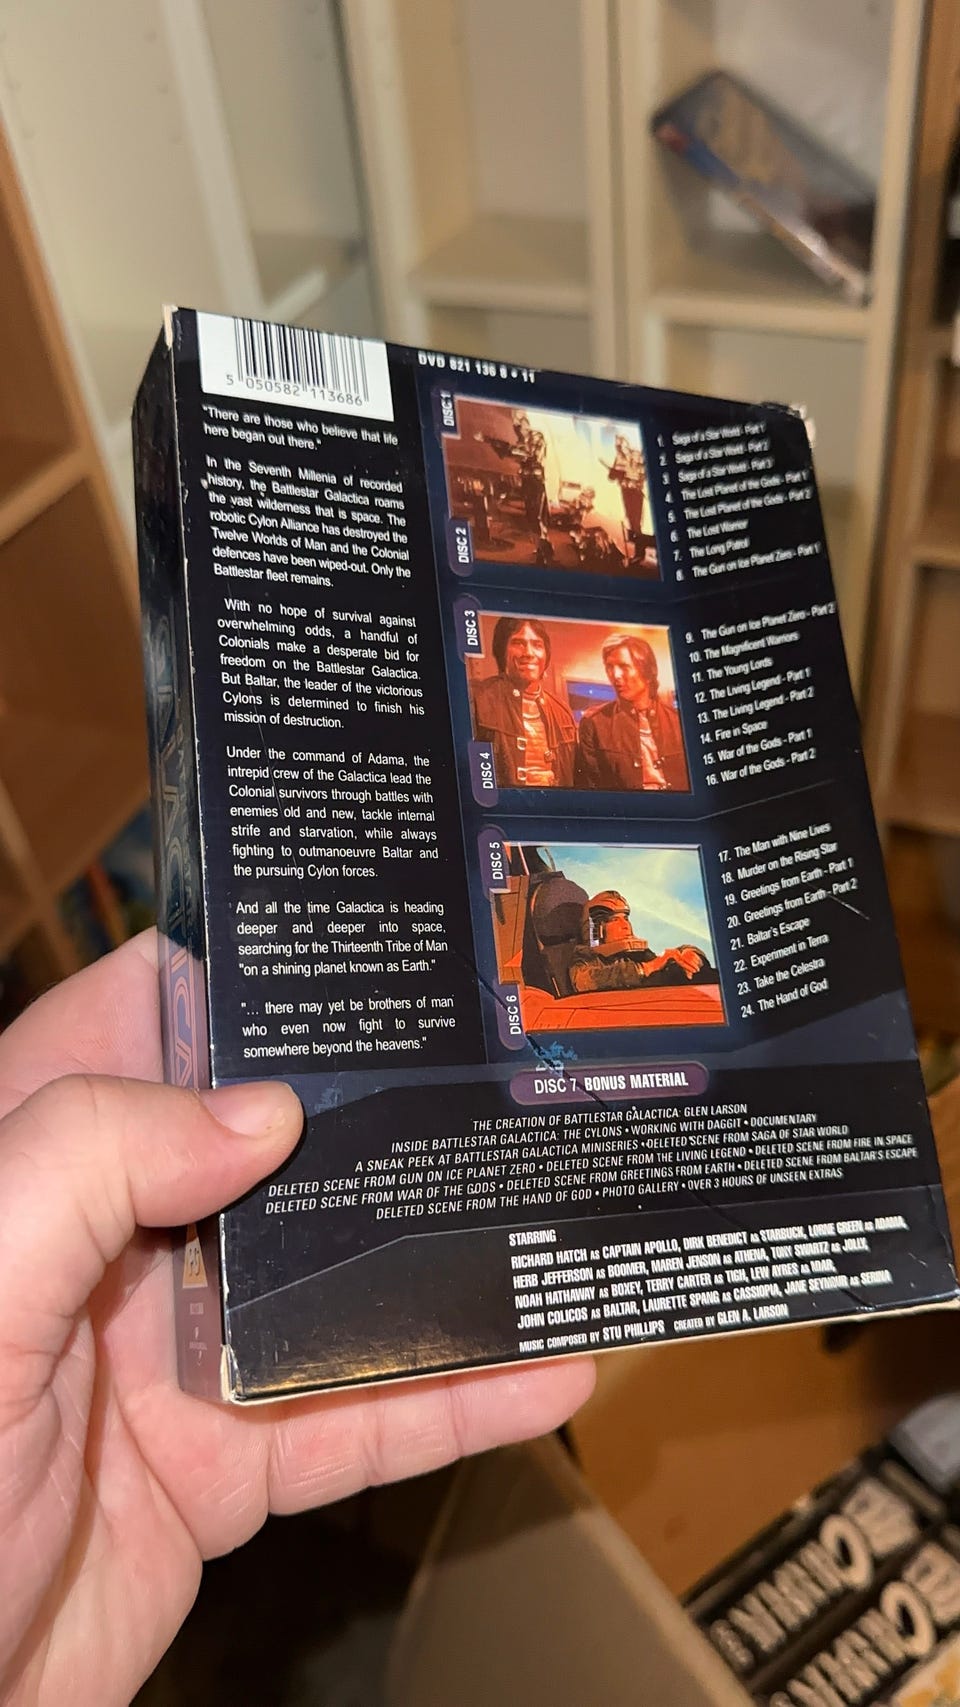 5 050582 113686
DVD 821 136 8 • 11
"There are those who believe that life
here began out there."
In the Seventh Millenia of recorded
history, the Battlestar Galactica roams
the vast wilderness that is space. The
robotic Cylon Alliance has destroyed the
Twelve Worlds of Man and the Colonial
defences have been wiped-out. Only the
Battlestar fleet remains.
With no hope of survival against
overwhelming odds, a handful of
Colonials make a desperate bid for
freedom on the Battlestar Galactica.
But Baltar, the leader of the victorious
Cylons is determined to finish his
mission of destruction.
Under the command of Adama, the
intrepid crew of the Galactica lead the
Colonial survivors through battles with
enemies old and new, tackle internal
strife and starvation, while always
fighting to outmanoeuvre Baltar and
the pursuing Cylon forces.
And all the time Galactica is heading
deeper and deeper into space,
searching for the Thirteenth Tribe of Man
"on a shining planet known as Earth."
"... there may yet be brothers of man
who even now fight to survive
somewhere beyond the heavens."
DISC 1
DISC 2
1. Saga of a Star World - Part 1
2. Saga of a Star World - Part 2
3. Saga of a Star World - Part 3
4. The Lost Planet of the Gods - Part 1
5. The Lost Planet of the Gods - Part 2
6. The Lost Warrior
7. The Long Patrol
8. The Gun on Ice Planet Zero - Part 1
DISC 3
DISC 4
9. The Gun on Ice Planet Zero - Part 2
10. The Magnificent Warriors
11. The Young Lords
12. The Living Legend - Part 1
13. The Living Legend - Part 2
14. Fire in Space
15. War of the Gods - Part 1
16. War of the Gods - Part 2
DISC 5
DISC 6
17. The Man with Nine Lives
18. Murder on the Rising Star
19. Greetings from Earth - Part 1
20. Greetings from Earth - Part 2
21. Baltar's Escape
22. Experiment in Terra
23. Take the Celestra
24. The Hand of God
DISC 7 BONUS MATERIAL
THE CREATION OF BATTLESTAR GALACTICA: GLEN LARSON
INSIDE BATTLESTAR GALACTICA: THE CYLONS • WORKING WITH DAGGIT • DOCUMENTARY
A SNEAK PEEK AT BATTLESTAR GALACTICA MINISERIES • DELETED SCENE FROM SAGA OF STAR WORLD
DELETED SCENE FROM GUN ON ICE PLANET ZERO • DELETED SCENE FROM THE LIVING LEGEND • DELETED SCENE FROM FIRE IN SPACE
DELETED SCENE FROM WAR OF THE GODS • DELETED SCENE FROM GREETINGS FROM EARTH • DELETED SCENE FROM BALTAR'S ESCAPE
DELETED SCENE FROM THE HAND OF GOD • PHOTO GALLERY • OVER 3 HOURS OF UNSEEN EXTRAS
STARRING
RICHARD HATCH AS CAPTAIN APOLLO, DIRK BENEDICT AS STARBUCK, LORNE GREEN AS ADAMA,
HERB JEFFERSON AS BOOMER, MAREN JENSON AS ATHENA, TONY SWARTZ AS JOLLY,
NOAH HATHAWAY AS BOXEY, TERRY CARTER AS TIGH, LEW AYRES AS ADAR,
JOHN COLICOS AS BALTAR, LAURETTE SPANG AS CASSIOPIA, JANE SEYMOUR AS SERINA
MUSIC COMPOSED BY STU PHILLIPS CREATED BY GLEN A. LARSON